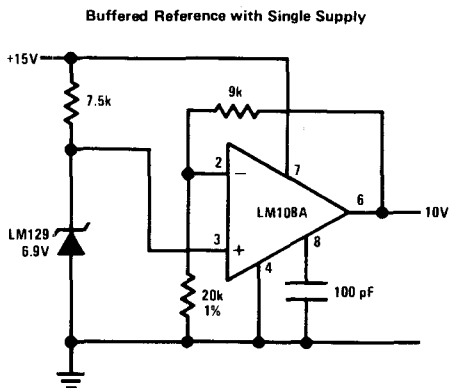 Buffered Reference with Single Supply
+15V
7.5k
9k
2
7
−
LM108A
6
10V
LM129
6.9V
3
+
8
4
20k
1%
100 pF